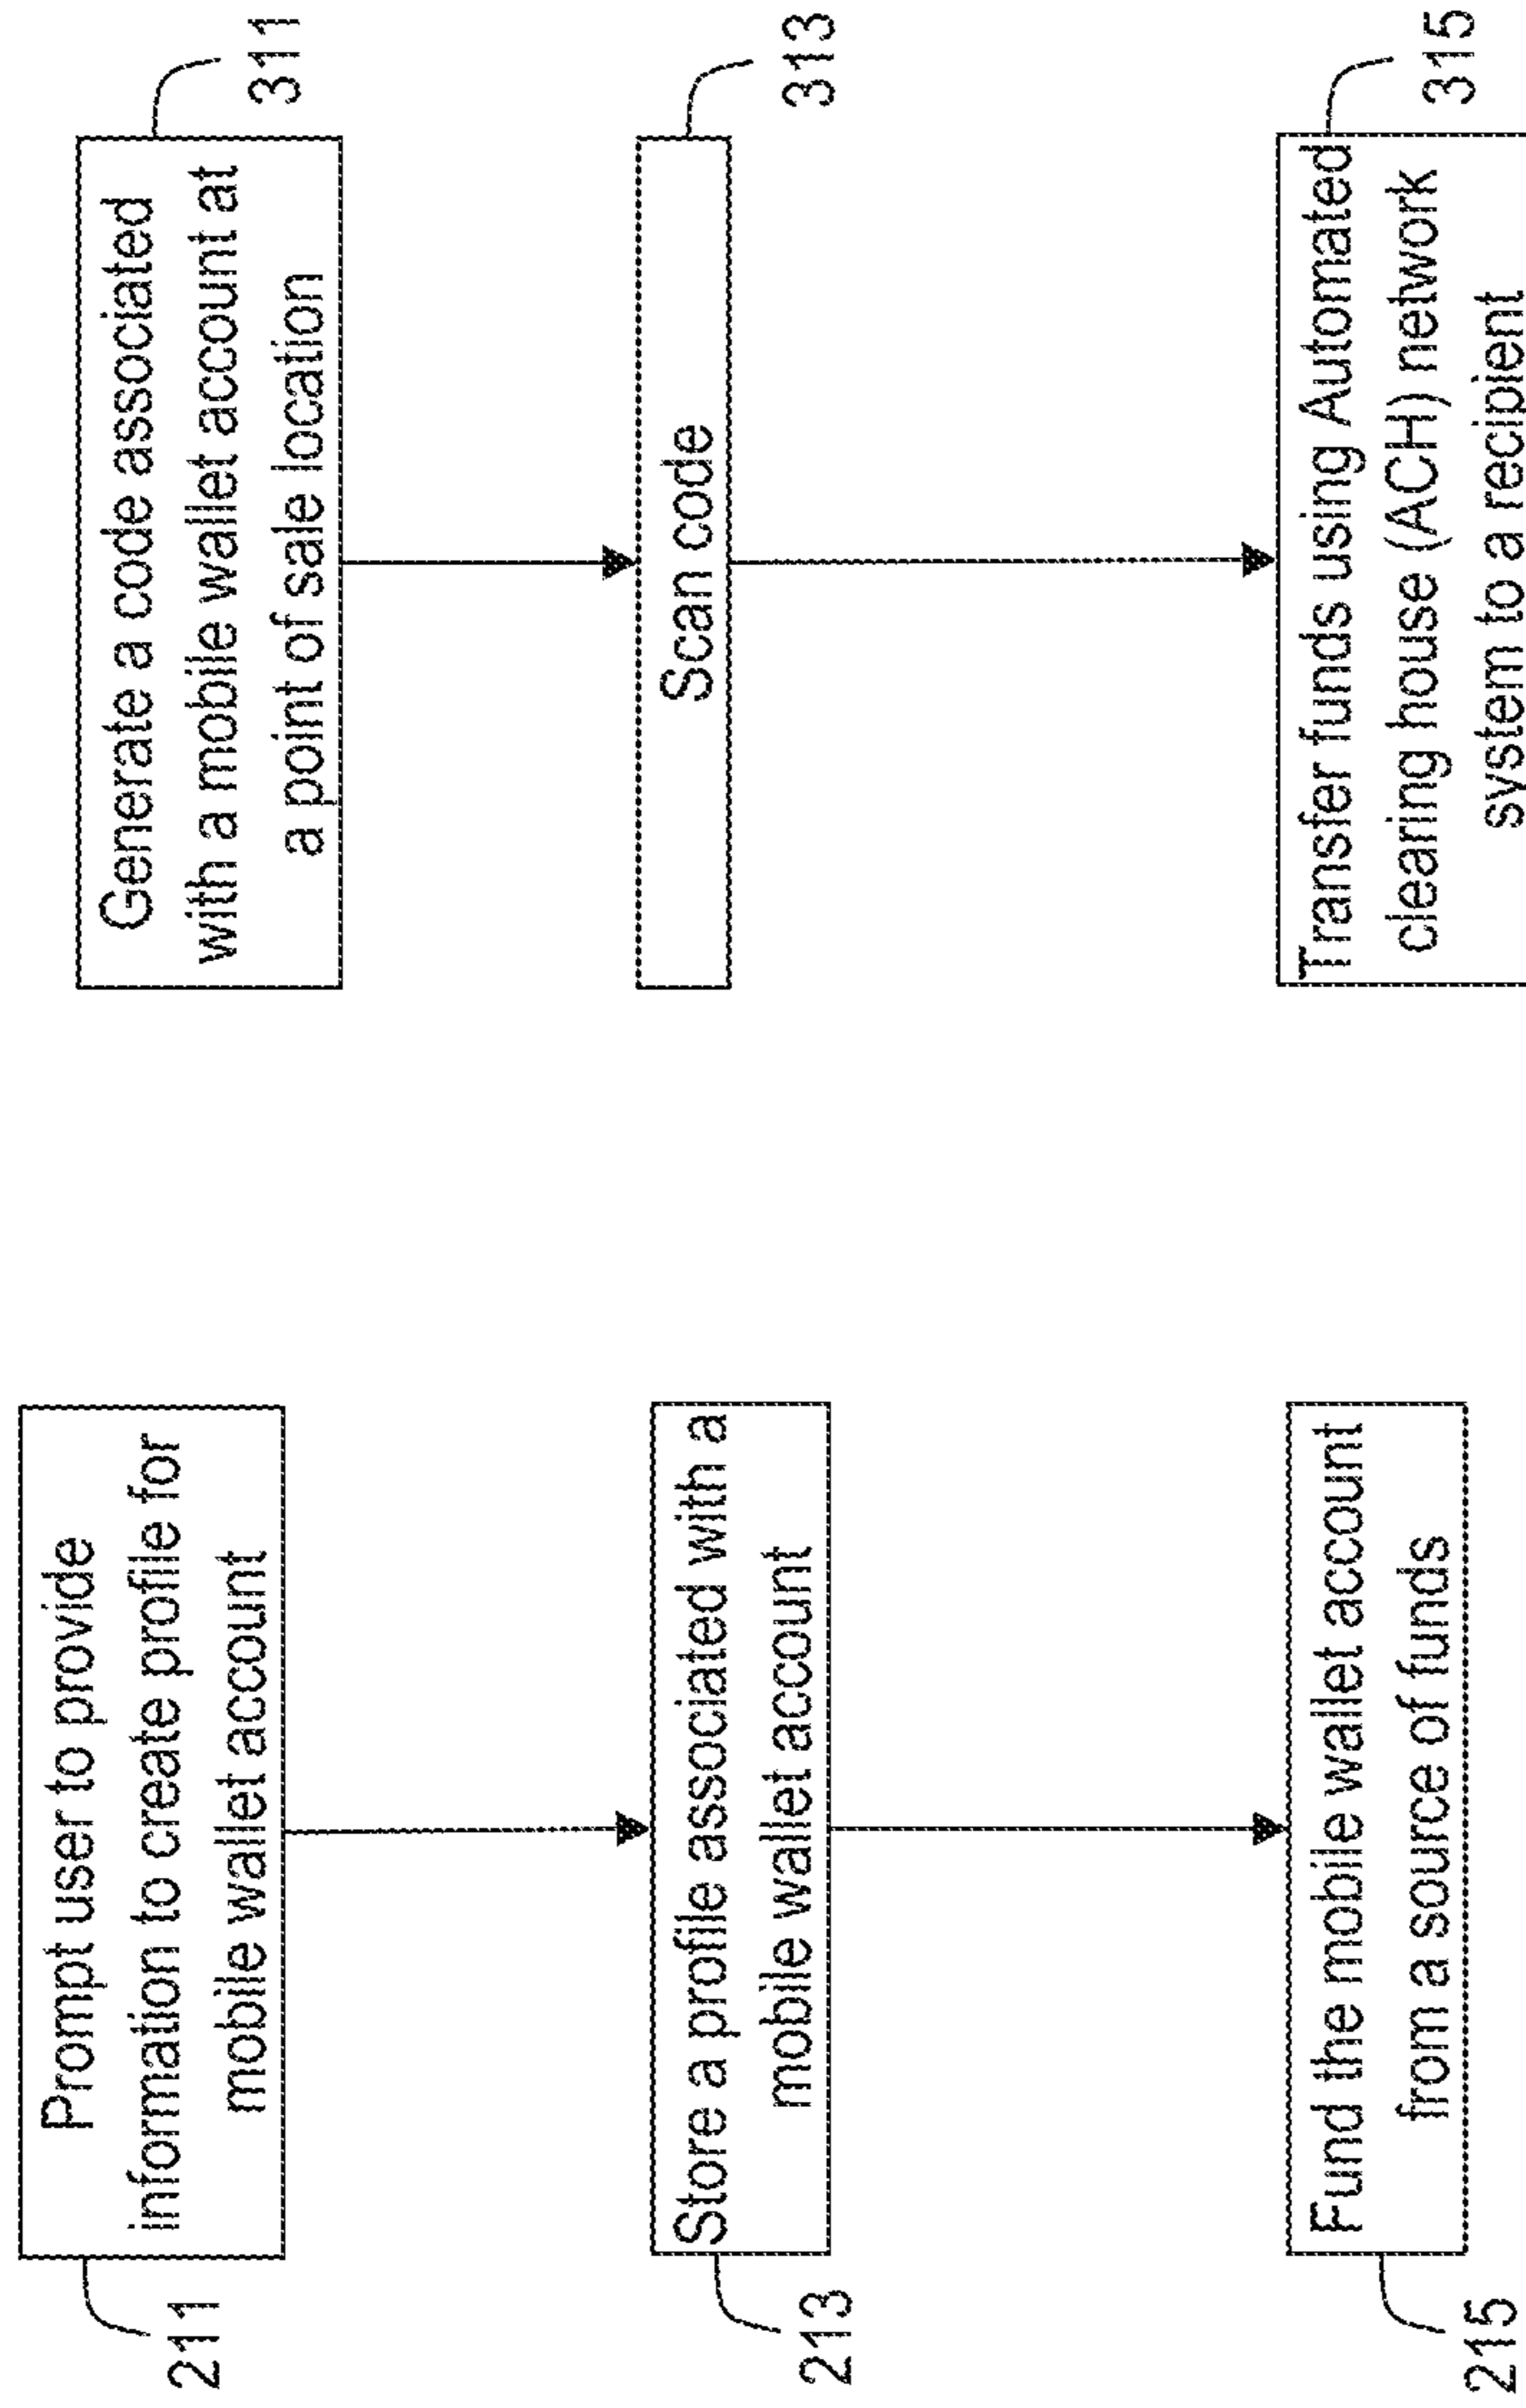 Prompt user to provide
information to create profile for
mobile wallet account
211
Store a profile associated with a
mobile wallet account
213
Fund the mobile wallet account
from a source of funds
215
Generate a code associated
with a mobile wallet account at
a point of sale location
311
Scan code
313
Transfer funds using Automated
clearing house (ACH) network
system to a recipient
315